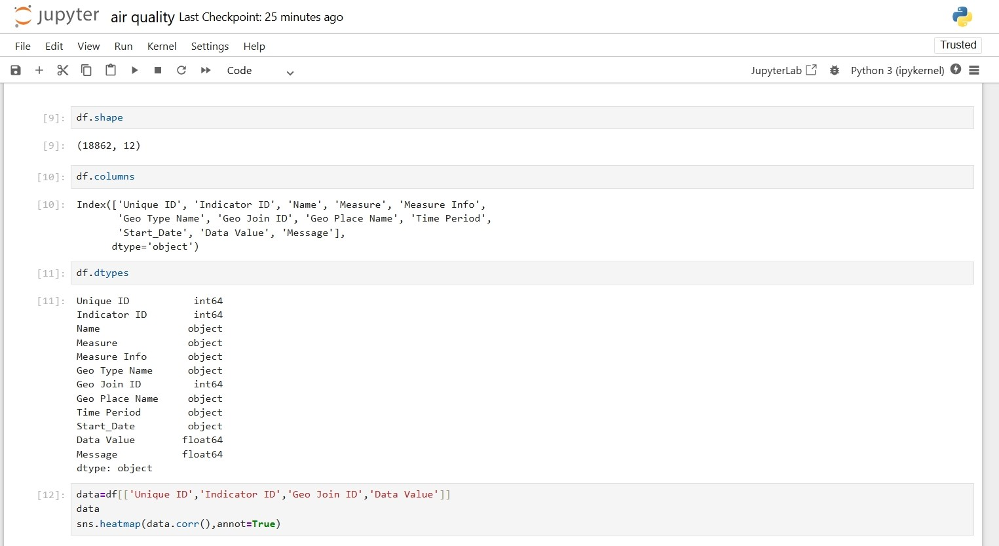 jupyter air quality Last Checkpoint: 25 minutes ago
File Edit View Run Kernel Settings Help Trusted
Code JupyterLab Python 3 (ipykernel)
[9]: df.shape
[9]: (18862, 12)
[10]: df.columns
[10]: Index(['Unique ID', 'Indicator ID', 'Name', 'Measure', 'Measure Info',
'Geo Type Name', 'Geo Join ID', 'Geo Place Name', 'Time Period',
'Start_Date', 'Data Value', 'Message'],
dtype='object')
[11]: df.dtypes
[11]: Unique ID int64
Indicator ID int64
Name object
Measure object
Measure Info object
Geo Type Name object
Geo Join ID int64
Geo Place Name object
Time Period object
Start_Date object
Data Value float64
Message float64
dtype: object
[12]: data=df[['Unique ID','Indicator ID','Geo Join ID','Data Value']]
data
sns.heatmap(data.corr(),annot=True)